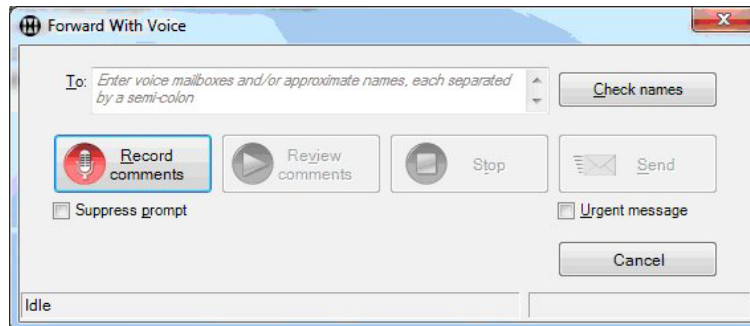 Forward With Voice
To: Enter voice mailboxes and/or approximate names, each separated
by a semi-colon
Check names
Record
comments
Review
comments
Stop
Send
Suppress prompt
Urgent message
Cancel
Idle